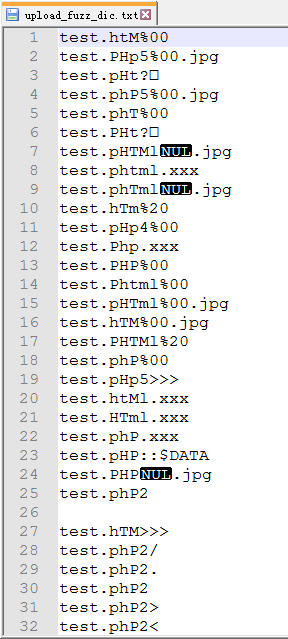 upload_fuzz_dic.txt
1 test.htM%00
2 test.PHp5%00.jpg
3 test.pHt?□
4 test.phP5%00.jpg
5 test.phT%00
6 test.PHt?□
7 test.pHTMlNUL.jpg
8 test.phtml.xxx
9 test.phTmlNUL.jpg
10 test.hTm%20
11 test.pHp4%00
12 test.Php.xxx
13 test.PHP%00
14 test.Phtml%00
15 test.pHTml%00.jpg
16 test.hTM%00.jpg
17 test.PHTML%20
18 test.phP%00
19 test.pHp5>>>
20 test.htMl.xxx
21 test.HTml.xxx
22 test.phP.xxx
23 test.pHP::$DATA
24 test.PHPNUL.jpg
25 test.phP2
26
27 test.hTM>>>
28 test.phP2/
29 test.phP2.
30 test.phP2
31 test.phP2>
32 test.phP2<